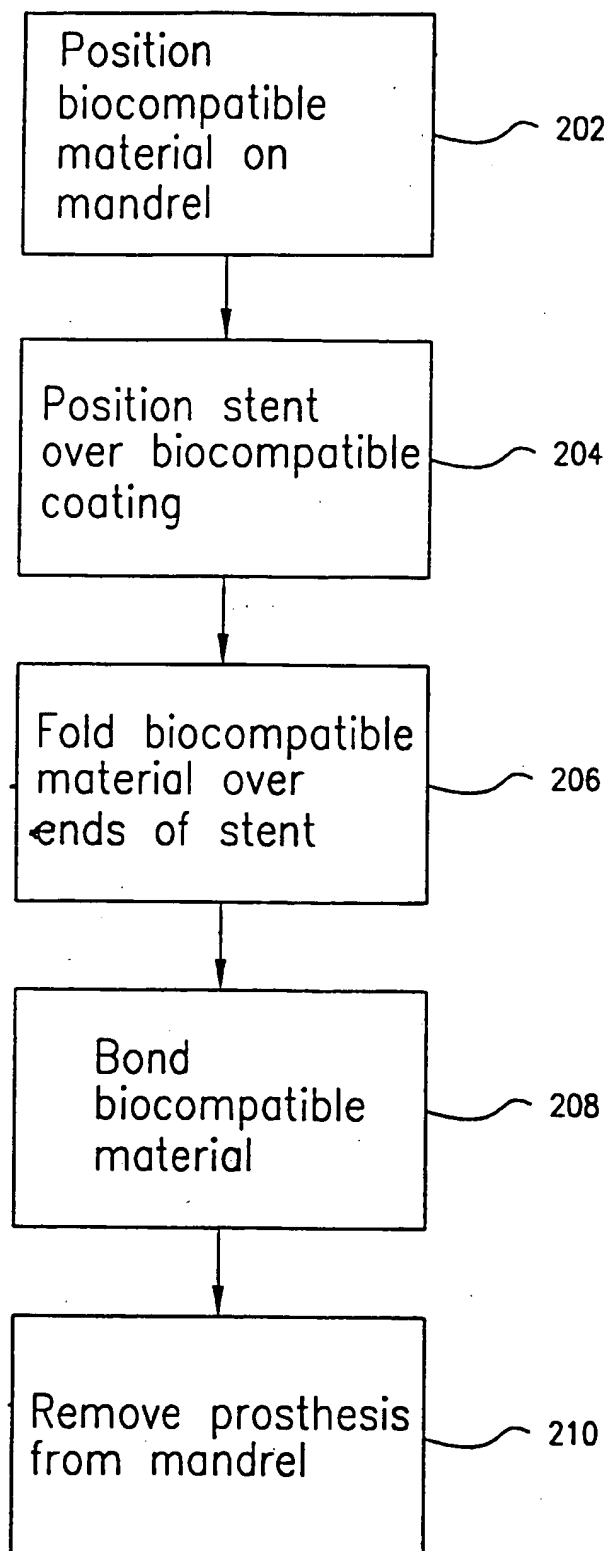 Position
biocompatible
material on
mandrel
202
Position stent
over biocompatible
coating
204
Fold biocompatible
material over
ends of stent
206
Bond
biocompatible
material
208
Remove prosthesis
from mandrel
210